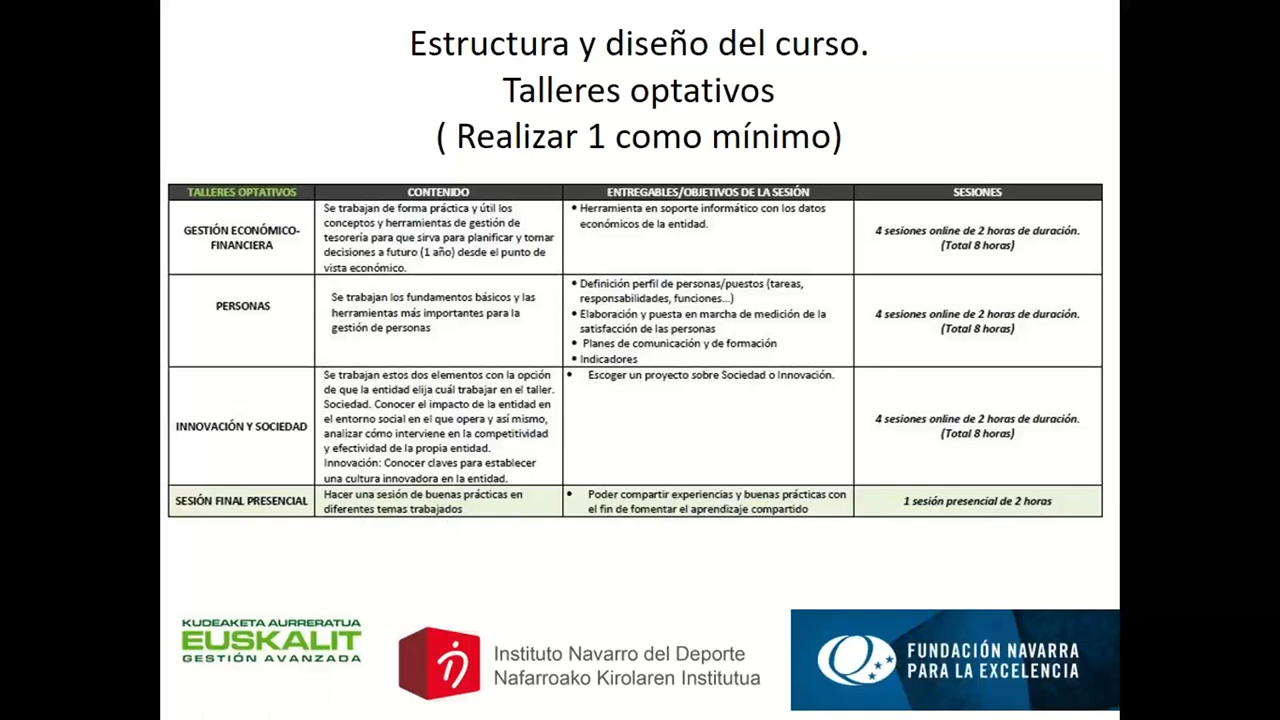 Estructura y diseño del curso.
Talleres optativos
( Realizar 1 como mínimo)
TALLERES OPTATIVOS
CONTENIDO
ENTREGABLES/OBJETIVOS DE LA SESIÓN
SESIONES
GESTIÓN ECONÓMICO-
FINANCIERA
Se trabajan de forma práctica y útil los
conceptos y herramientas de gestión de
tesorería para que sirva para planificar y tomar
decisiones a futuro (1 año) desde el punto de
vista económico.
• Herramienta en soporte informático con los datos
económicos de la entidad.
4 sesiones online de 2 horas de duración.
(Total 8 horas)
PERSONAS
Se trabajan los fundamentos básicos y las
herramientas más importantes para la
gestión de personas
• Definición perfil de personas/puestos (tareas,
responsabilidades, funciones...)
• Elaboración y puesta en marcha de medición de la
satisfacción de las personas
• Planes de comunicación y de formación
• Indicadores
4 sesiones online de 2 horas de duración.
(Total 8 horas)
INNOVACIÓN Y SOCIEDAD
Se trabajan estos dos elementos con la opción
de que la entidad elija cuál trabajar en el taller.
Sociedad. Conocer el impacto de la entidad en
el entorno social en el que opera y así mismo,
analizar cómo interviene en la competitividad
y efectividad de la propia entidad.
Innovación: Conocer claves para establecer
una cultura innovadora en la entidad.
• Escoger un proyecto sobre Sociedad o Innovación.
4 sesiones online de 2 horas de duración.
(Total 8 horas)
SESIÓN FINAL PRESENCIAL
Hacer una sesión de buenas prácticas en
diferentes temas trabajados
• Poder compartir experiencias y buenas prácticas con
el fin de fomentar el aprendizaje compartido
1 sesión presencial de 2 horas
KUDEAKETA AURRERATUA
EUSKALIT
GESTIÓN AVANZADA
Instituto Navarro del Deporte
Nafarroako Kirolaren Institutua
FUNDACIÓN NAVARRA
PARA LA EXCELENCIA